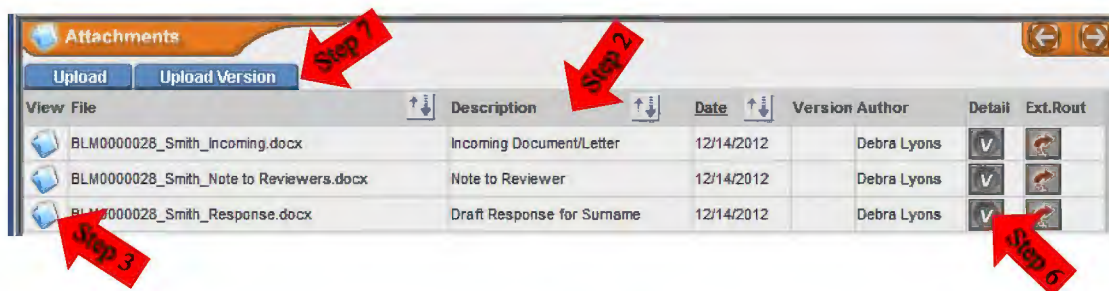 Attachments
Step 7
Step 2
Upload Upload Version
View File Description Date Version Author Detail Ext.Rout
BLM0000028_Smith_Incoming.docx Incoming Document/Letter 12/14/2012 Debra Lyons V
BLM0000028_Smith_Note to Reviewers.docx Note to Reviewer 12/14/2012 Debra Lyons V
BLM0000028_Smith_Response.docx Draft Response for Surname 12/14/2012 Debra Lyons V
Step 3
Step 6